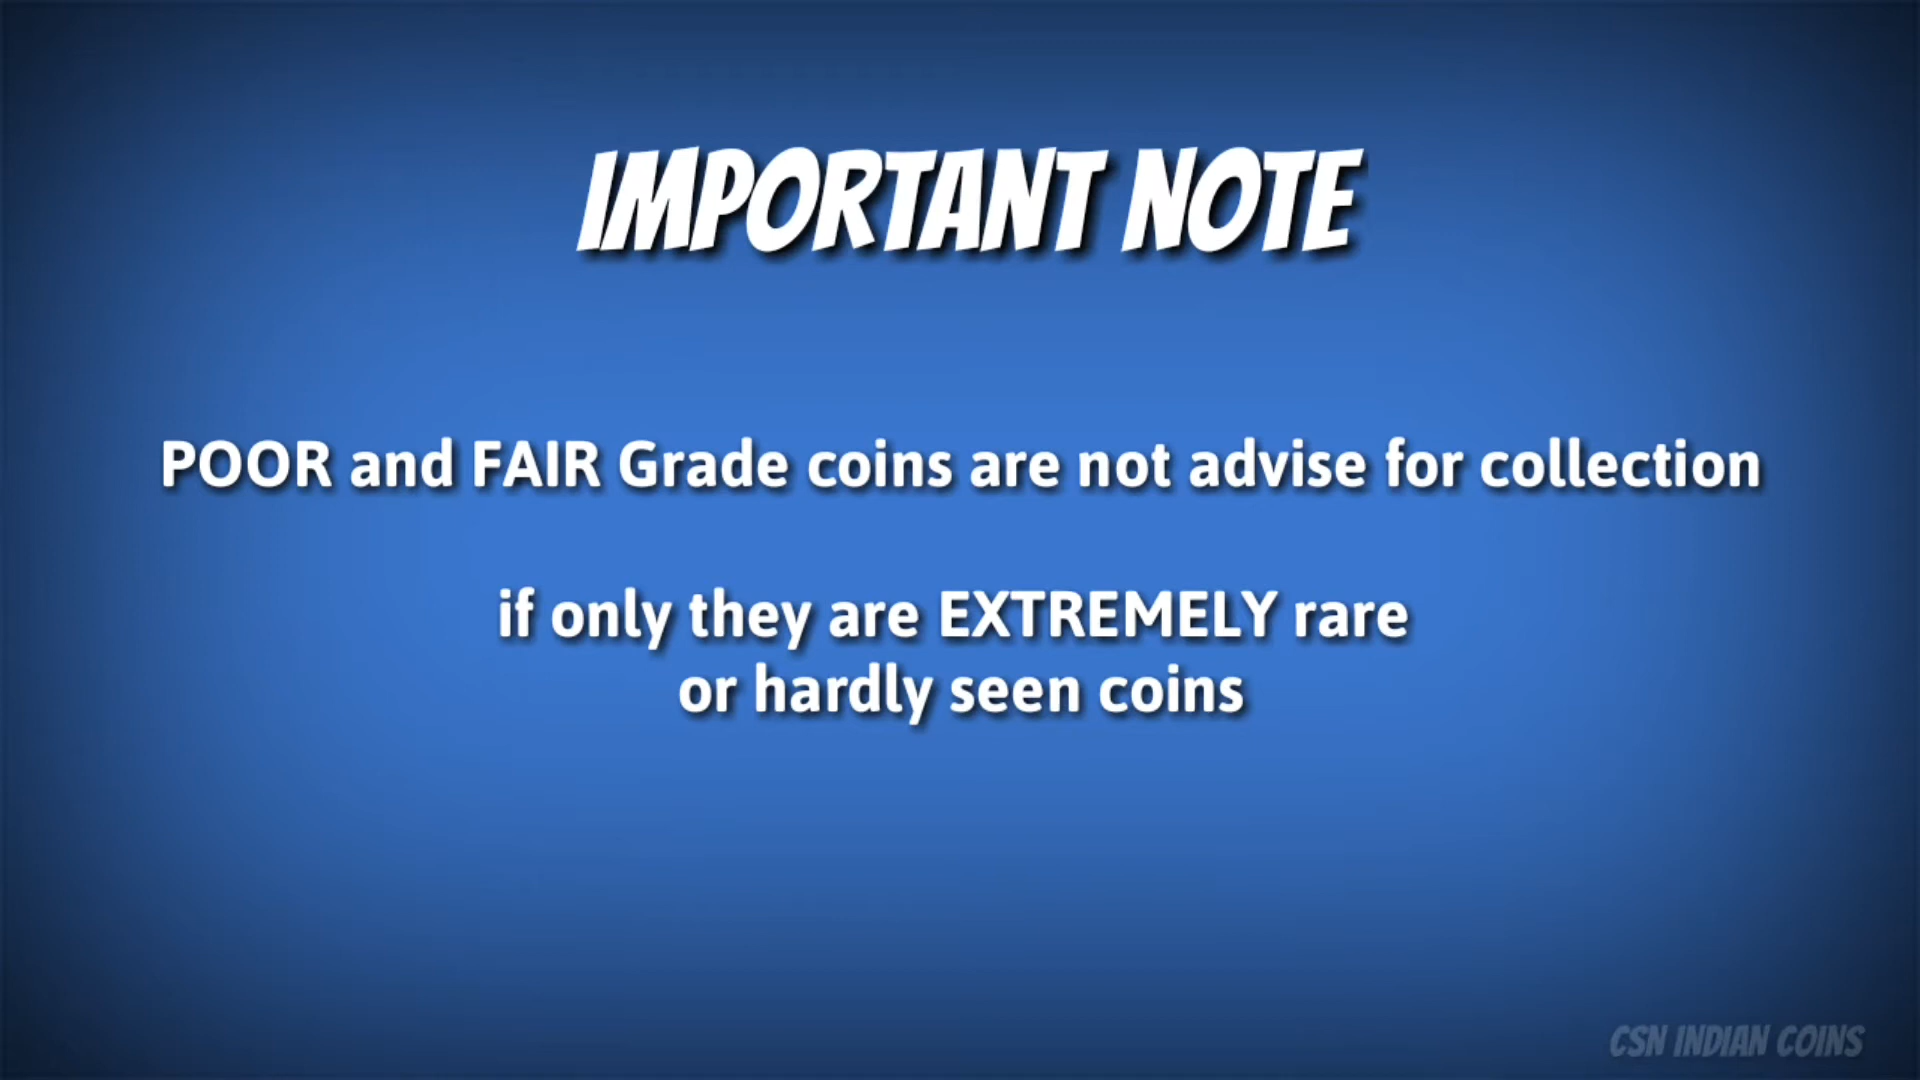 IMPORTANT NOTE
POOR and FAIR Grade coins are not advise for collection
if only they are EXTREMELY rare
or hardly seen coins
CSN INDIAN COINS